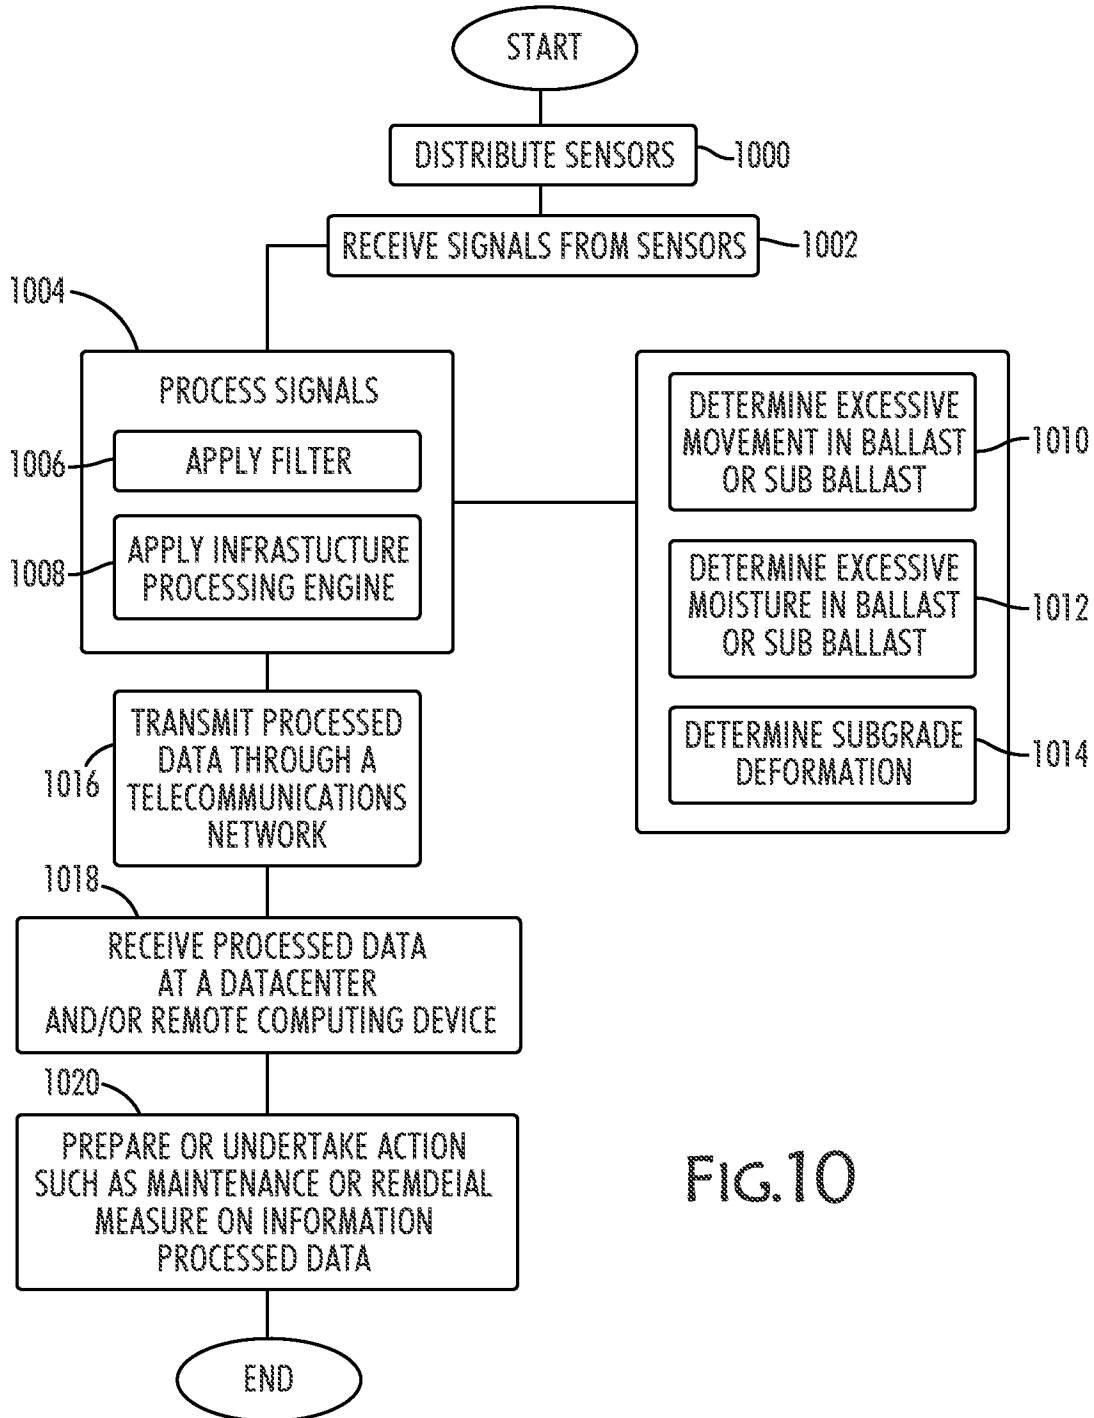 START
DISTRIBUTE SENSORS
1000
RECEIVE SIGNALS FROM SENSORS
1002
1004
PROCESS SIGNALS
1006
APPLY FILTER
1008
APPLY INFRASTUCTURE
PROCESSING ENGINE
DETERMINE EXCESSIVE
MOVEMENT IN BALLAST
OR SUB BALLAST
1010
DETERMINE EXCESSIVE
MOISTURE IN BALLAST
OR SUB BALLAST
1012
DETERMINE SUBGRADE
DEFORMATION
1014
TRANSMIT PROCESSED
DATA THROUGH A
TELECOMMUNICATIONS
NETWORK
1016
1018
RECEIVE PROCESSED DATA
AT A DATACENTER
AND/OR REMOTE COMPUTING DEVICE
1020
PREPARE OR UNDERTAKE ACTION
SUCH AS MAINTENANCE OR REMDEIAL
MEASURE ON INFORMATION
PROCESSED DATA
END
FIG.10